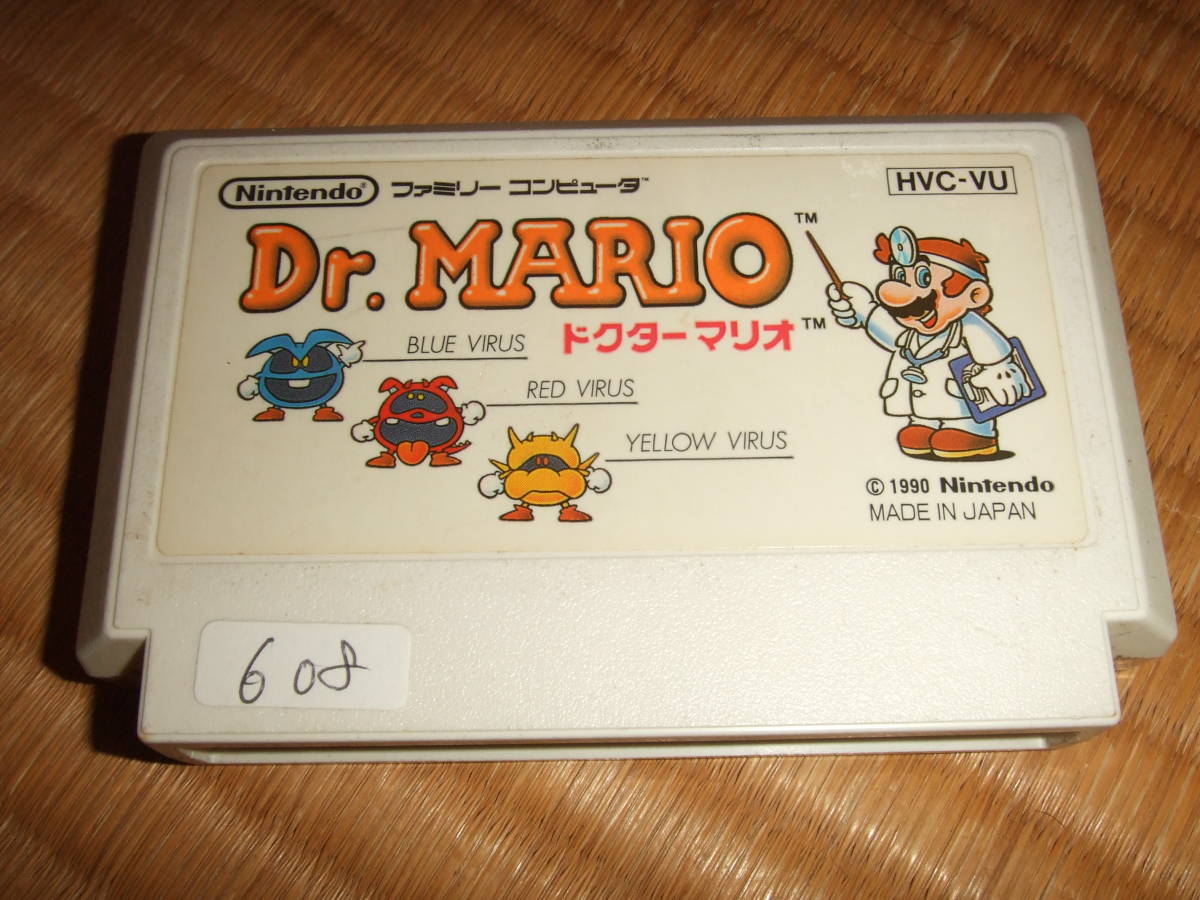 Nintendo® ファミリー コンピュータ™
HVC-VU
Dr. MARIO™
ドクターマリオ™
BLUE VIRUS
RED VIRUS
YELLOW VIRUS
© 1990 Nintendo
MADE IN JAPAN
608